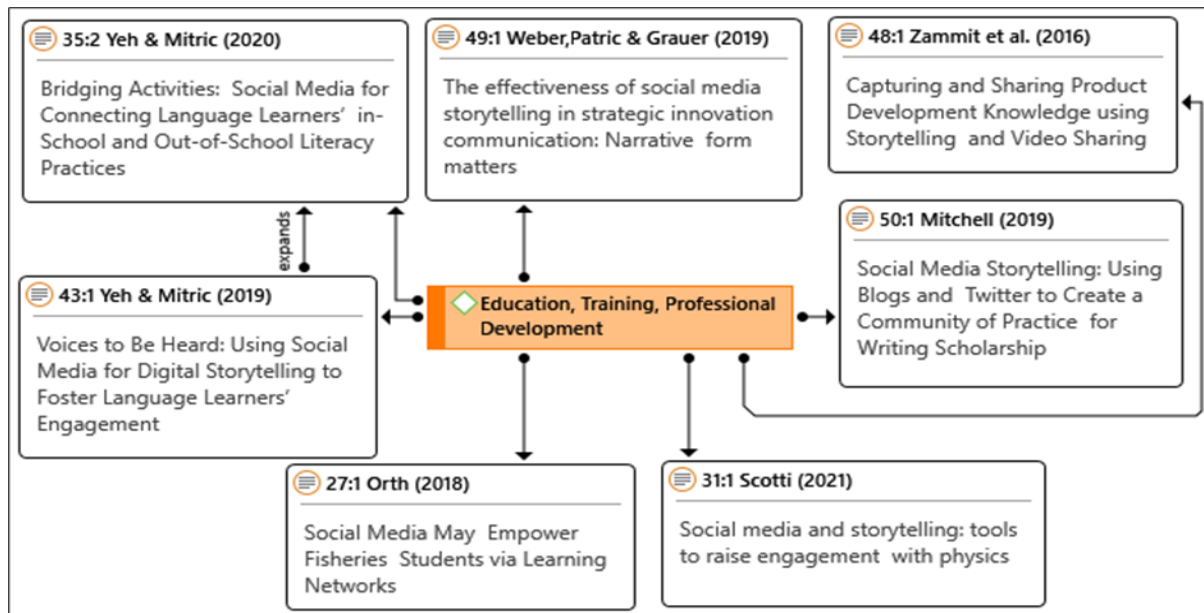 35:2 Yeh & Mitric (2020)
Bridging Activities: Social Media for
Connecting Language Learners’ in-
School and Out-of-School Literacy
Practices
49:1 Weber,Patric & Grauer (2019)
The effectiveness of social media
storytelling in strategic innovation
communication: Narrative form
matters
48:1 Zammit et al. (2016)
Capturing and Sharing Product
Development Knowledge using
Storytelling and Video Sharing
expands
50:1 Mitchell (2019)
Social Media Storytelling: Using
Blogs and Twitter to Create a
Community of Practice for
Writing Scholarship
43:1 Yeh & Mitric (2019)
Voices to Be Heard: Using Social
Media for Digital Storytelling to
Foster Language Learners’
Engagement
Education, Training, Professional
Development
27:1 Orth (2018)
Social Media May Empower
Fisheries Students via Learning
Networks
31:1 Scotti (2021)
Social media and storytelling: tools
to raise engagement with physics